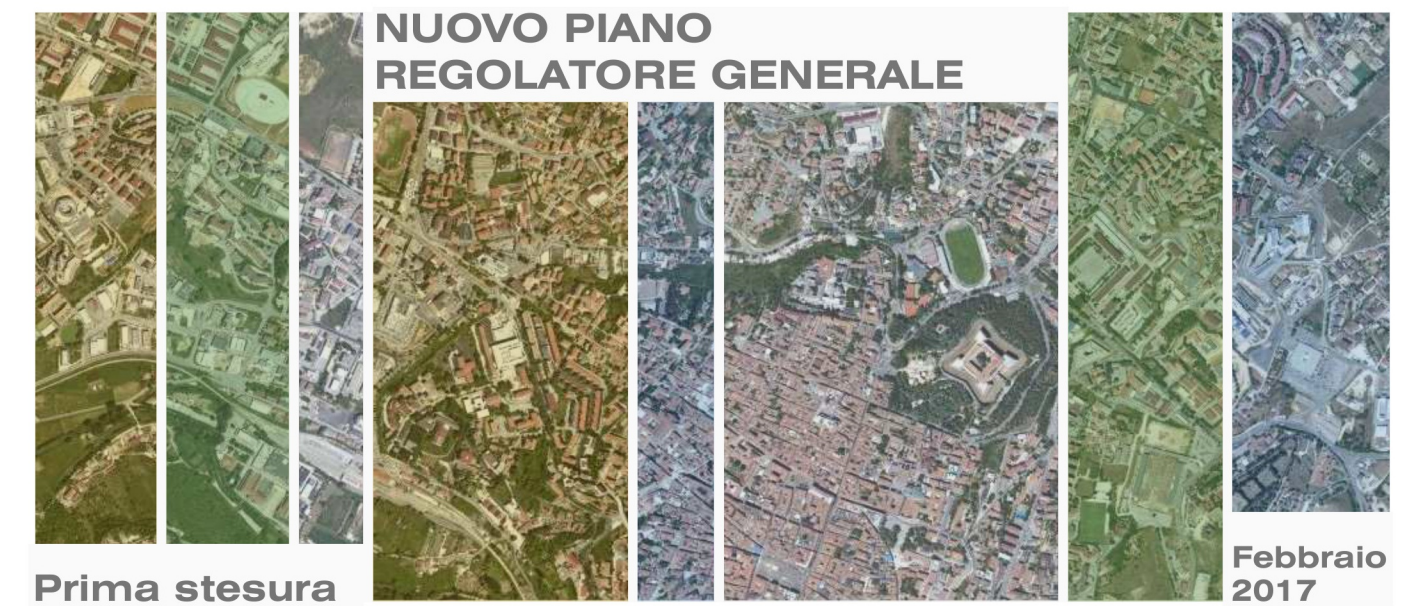 NUOVO PIANO
REGOLATORE GENERALE
Prima stesura
Febbraio
2017